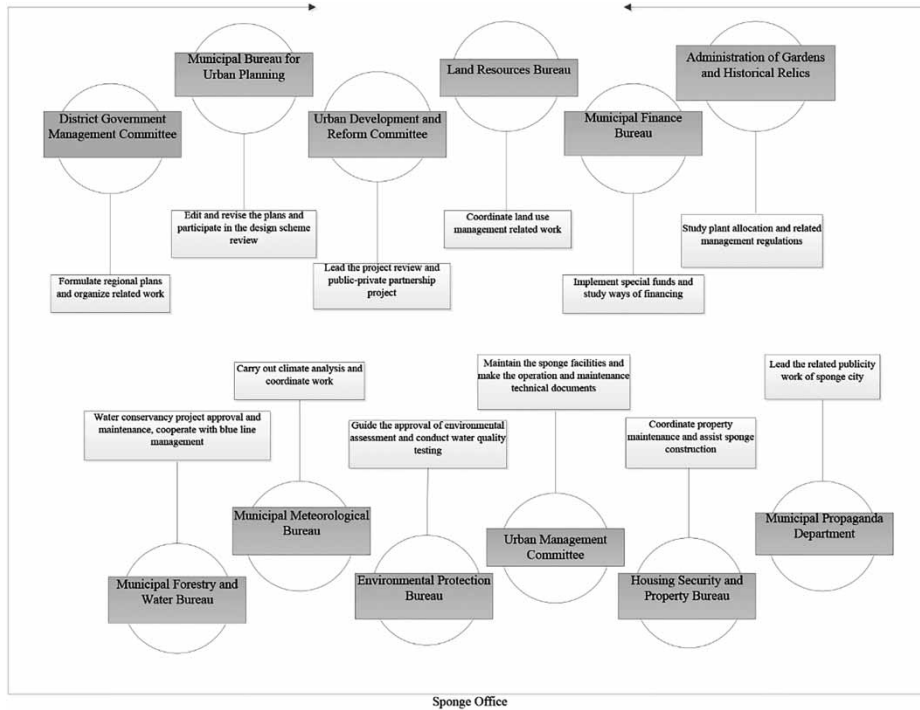 Municipal Bureau for
Urban Planning
Land Resources Bureau
Administration of Gardens
and Historical Relics
District Government
Management Committee
Urban Development and
Reform Committee
Municipal Finance
Bureau
Edit and revise the plans and
participate in the design scheme
review
Coordinate land use
management related work
Study plant allocation and related
management regulations
Formulate regional plans
and organize related work
Lead the project review and
public-private partnership
project
Implement special funds and
study ways of financing
Carry out climate analysis and
coordinate work
Maintain the sponge facilities and
make the operation and maintenance
technical documents
Lead the related publicity
work of sponge city
Water conservancy project approval and
maintenance, cooperate with blue line
management
Guide the approval of environmental
assessment and conduct water quality
testing
Coordinate property
maintenance and assist sponge
construction
Municipal Meteorological
Bureau
Urban Management
Committee
Municipal Propaganda
Department
Municipal Forestry and
Water Bureau
Environmental Protection
Bureau
Housing Security and
Property Bureau
Sponge Office